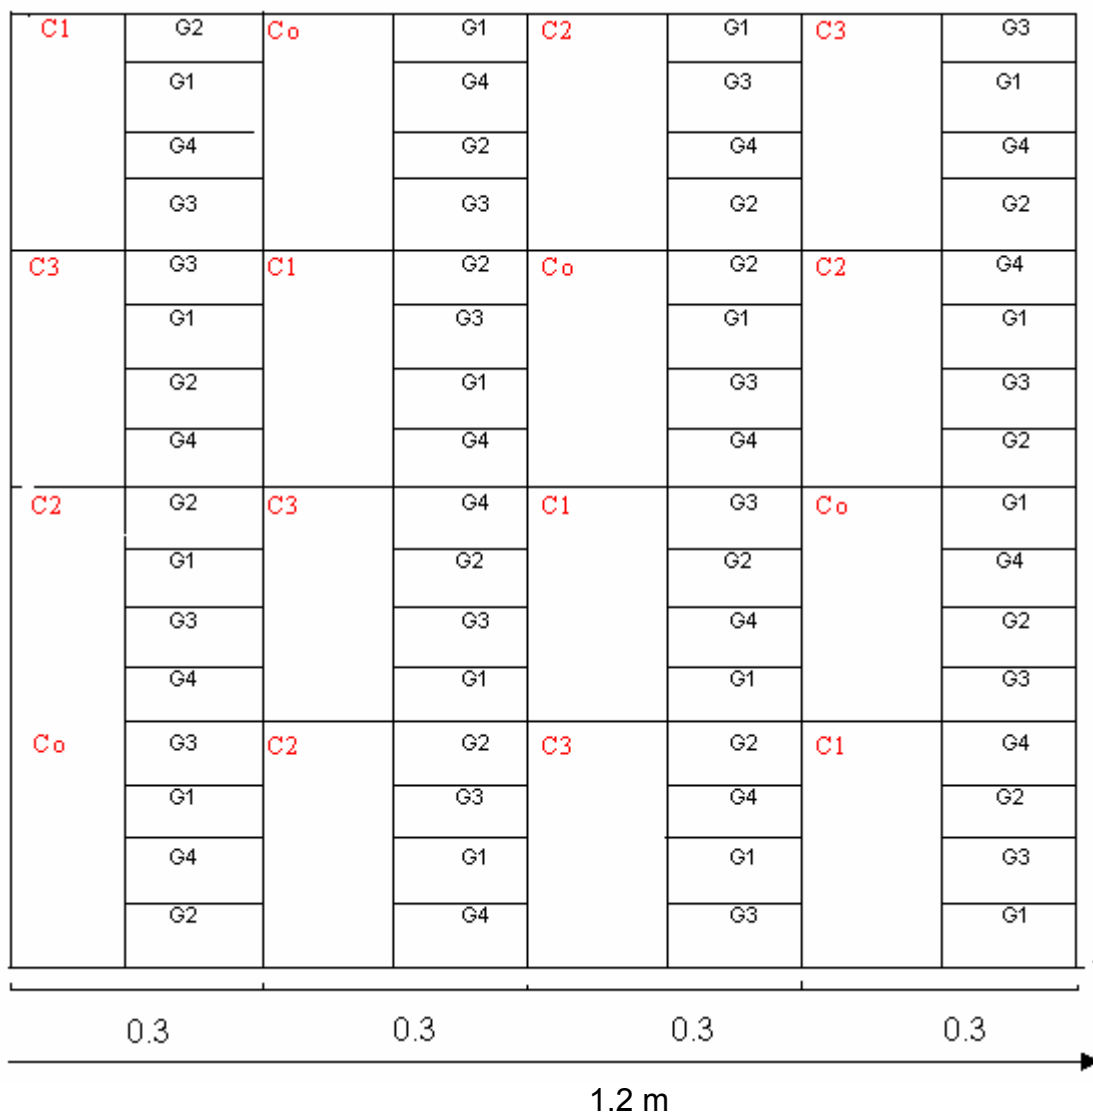 C1 G2 Co G1 C2 G1 C3 G3
G1 G4 G3 G1
G4 G2 G4 G4
G3 G3 G2 G2
C3 G3 C1 G2 Co G2 C2 G4
G1 G3 G1 G1
G2 G1 G3 G3
G4 G4 G4 G2
C2 G2 C3 G4 C1 G3 Co G1
G1 G2 G2 G4
G3 G3 G4 G2
G4 G1 G1 G3
Co G3 C2 G2 C3 G2 C1 G4
G1 G3 G4 G2
G4 G1 G1 G3
G2 G4 G3 G1
0.3 0.3 0.3 0.3
1.2 m